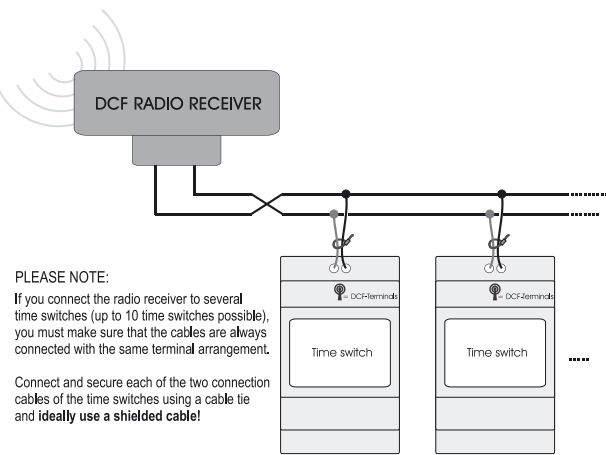 DCF RADIO RECEIVER
PLEASE NOTE:
If you connect the radio receiver to several
time switches (up to 10 time switches possible),
you must make sure that the cables are always
connected with the same terminal arrangement.
Connect and secure each of the two connection
cables of the time switches using a cable tie
and ideally use a shielded cable!
= DCF-Terminals
Time switch
= DCF-Terminals
Time switch